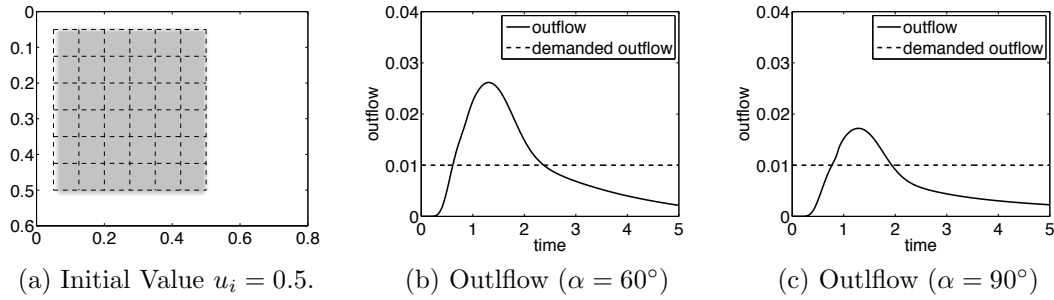 0
0.1
0.2
0.3
0.4
0.5
0.6
0 0.2 0.4 0.6 0.8
(a) Initial Value u_i = 0.5.
0.04
0.03
0.02
0.01
0
outflow
outflow
demanded outflow
0 1 2 3 4 5
time
(b) Outlflow (α = 60°)
0.04
0.03
0.02
0.01
0
outflow
outflow
demanded outflow
0 1 2 3 4 5
time
(c) Outlflow (α = 90°)